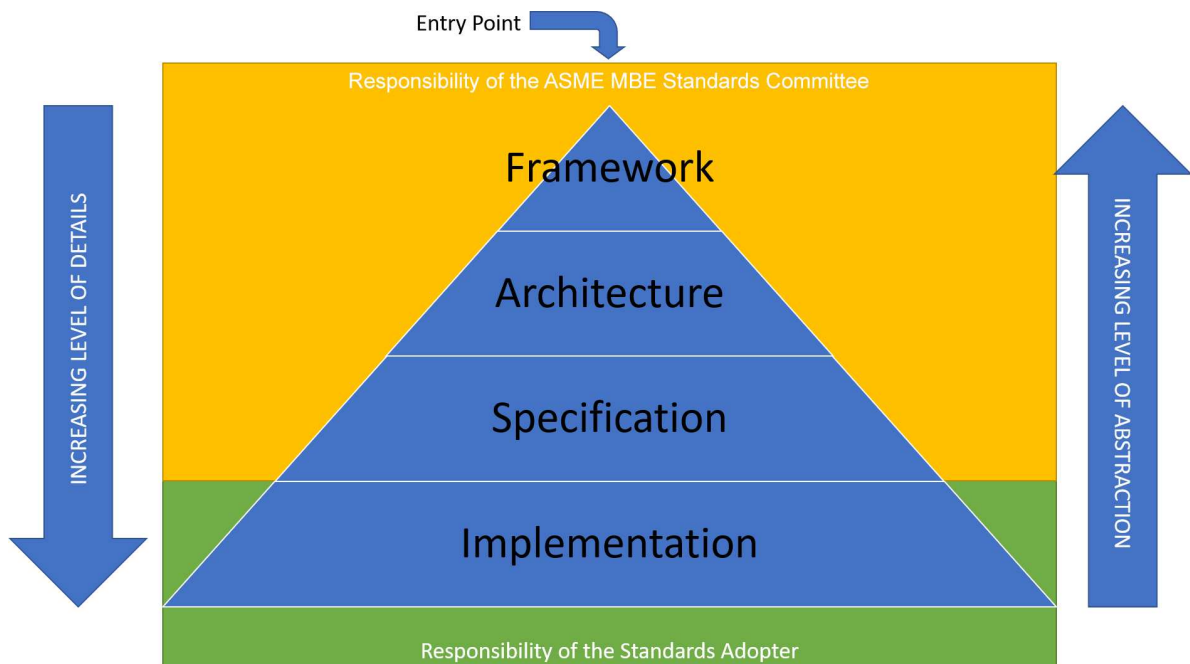 Entry Point
Responsibility of the ASME MBE Standards Committee
Framework
Architecture
Specification
Implementation
Responsibility of the Standards Adopter
INCREASING LEVEL OF DETAILS
INCREASING LEVEL OF ABSTRACTION